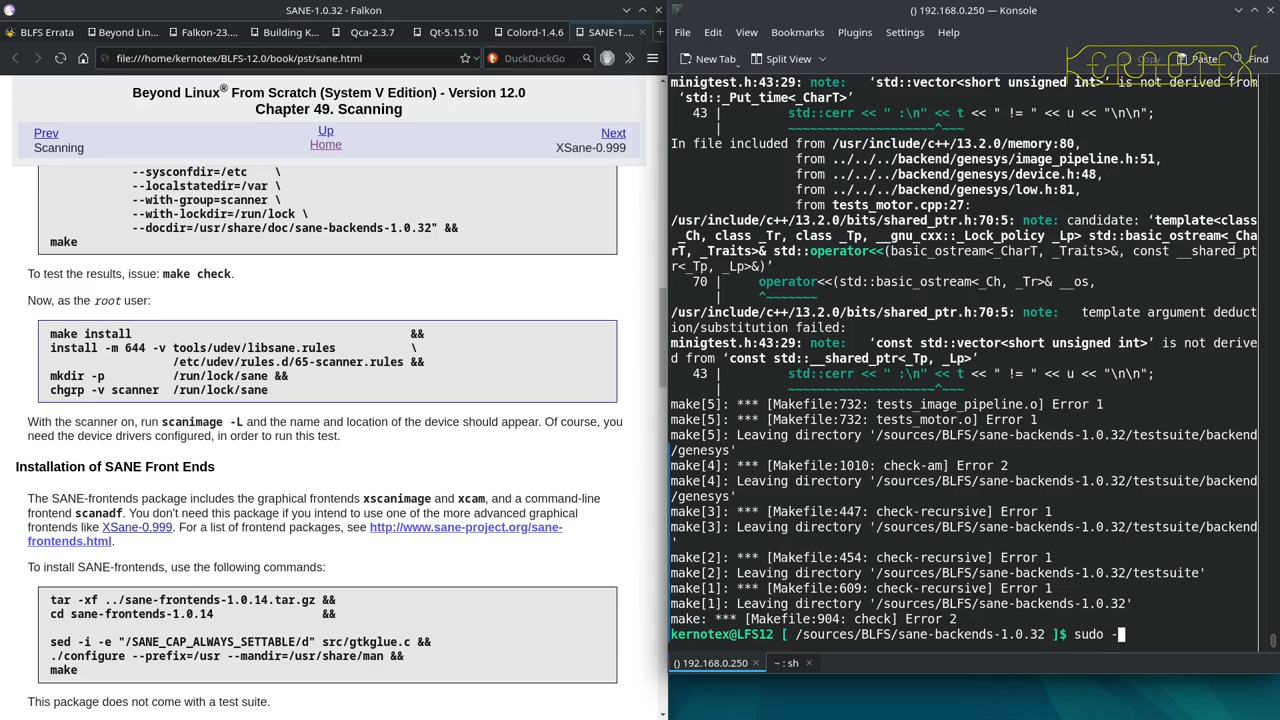 SANE-1.0.32 - Falkon
BLFS Errata
Beyond Lin...
Falkon-23....
Building K...
Qca-2.3.7
Qt-5.15.10
Colord-1.4.6
SANE-1....
file:///home/kernotex/BLFS-12.0/book/pst/sane.html
DuckDuckGo
Beyond Linux® From Scratch (System V Edition) - Version 12.0
Chapter 49. Scanning
Prev
Up
Next
Scanning
Home
XSane-0.999
--sysconfdir=/etc    \
--localstatedir=/var \
--with-group=scanner \
--with-lockdir=/run/lock \
--docdir=/usr/share/doc/sane-backends-1.0.32" &&
make
To test the results, issue: make check.
Now, as the root user:
make install                                     &&
install -m 644 -v tools/udev/libsane.rules           \
/etc/udev/rules.d/65-scanner.rules &&
mkdir -p          /run/lock/sane &&
chgrp -v scanner  /run/lock/sane
With the scanner on, run scanimage -L and the name and location of the device should appear. Of course, you
need the device drivers configured, in order to run this test.
Installation of SANE Front Ends
The SANE-frontends package includes the graphical frontends xscanimage and xcam, and a command-line
frontend scanadf. You don't need this package if you intend to use one of the more advanced graphical
frontends like XSane-0.999. For a list of frontend packages, see http://www.sane-project.org/sane-
frontends.html.
To install SANE-frontends, use the following commands:
tar -xf ../sane-frontends-1.0.14.tar.gz &&
cd sane-frontends-1.0.14                &&
sed -i -e "/SANE_CAP_ALWAYS_SETTABLE/d" src/gtkglue.c &&
./configure --prefix=/usr --mandir=/usr/share/man &&
make
This package does not come with a test suite.
() 192.168.0.250 — Konsole
File
Edit
View
Bookmarks
Plugins
Settings
Help
New Tab
Split View
Copy
Paste
Find
KERNOTEX
minigtest.h:43:29: note:   ‘std::vector<short unsigned int>’ is not derived from
‘std::_Put_time<_CharT>’
43 |         std::cerr << " :\n" << t << " != " << u << "\n\n";
|         ~~~~~~~~~~~~~~~~~~~~^~~~
In file included from /usr/include/c++/13.2.0/memory:80,
from ../../../backend/genesys/image_pipeline.h:51,
from ../../../backend/genesys/device.h:48,
from ../../../backend/genesys/low.h:81,
from tests_motor.cpp:27:
/usr/include/c++/13.2.0/bits/shared_ptr.h:70:5: note: candidate: ‘template<class
_Ch, class _Tr, class _Tp, __gnu_cxx::_Lock_policy _Lp> std::basic_ostream<_Cha
rT, _Traits>& std::operator<<(basic_ostream<_CharT, _Traits>&, const __shared_pt
r<_Tp, _Lp>&)’
70 |     operator<<(std::basic_ostream<_Ch, _Tr>& __os,
|     ^~~~~~~~
/usr/include/c++/13.2.0/bits/shared_ptr.h:70:5: note:   template argument deduct
ion/substitution failed:
minigtest.h:43:29: note:   ‘const std::vector<short unsigned int>’ is not derive
d from ‘const std::__shared_ptr<_Tp, _Lp>’
43 |         std::cerr << " :\n" << t << " != " << u << "\n\n";
|         ~~~~~~~~~~~~~~~~~~~~^~~~
make[5]: *** [Makefile:732: tests_image_pipeline.o] Error 1
make[5]: *** [Makefile:732: tests_motor.o] Error 1
make[5]: Leaving directory '/sources/BLFS/sane-backends-1.0.32/testsuite/backend
/genesys'
make[4]: *** [Makefile:1010: check-am] Error 2
make[4]: Leaving directory '/sources/BLFS/sane-backends-1.0.32/testsuite/backend
/genesys'
make[3]: *** [Makefile:447: check-recursive] Error 1
make[3]: Leaving directory '/sources/BLFS/sane-backends-1.0.32/testsuite/backend
'
make[2]: *** [Makefile:454: check-recursive] Error 1
make[2]: Leaving directory '/sources/BLFS/sane-backends-1.0.32/testsuite'
make[1]: *** [Makefile:609: check-recursive] Error 1
make[1]: Leaving directory '/sources/BLFS/sane-backends-1.0.32'
make: *** [Makefile:904: check] Error 2
kernotex@LFS12 [ /sources/BLFS/sane-backends-1.0.32 ]$ sudo -
() 192.168.0.250
~ : sh